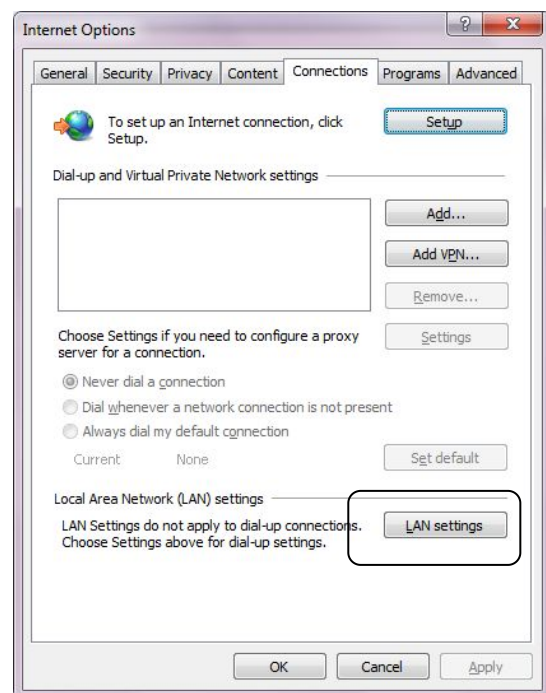 Internet Options
General Security Privacy Content Connections Programs Advanced
To set up an Internet connection, click
Setup.
Setup
Dial-up and Virtual Private Network settings
Add...
Add VPN...
Remove...
Choose Settings if you need to configure a proxy
server for a connection.
Settings
Never dial a connection
Dial whenever a network connection is not present
Always dial my default connection
Current None
Set default
Local Area Network (LAN) settings
LAN Settings do not apply to dial-up connections.
Choose Settings above for dial-up settings.
LAN settings
OK Cancel Apply